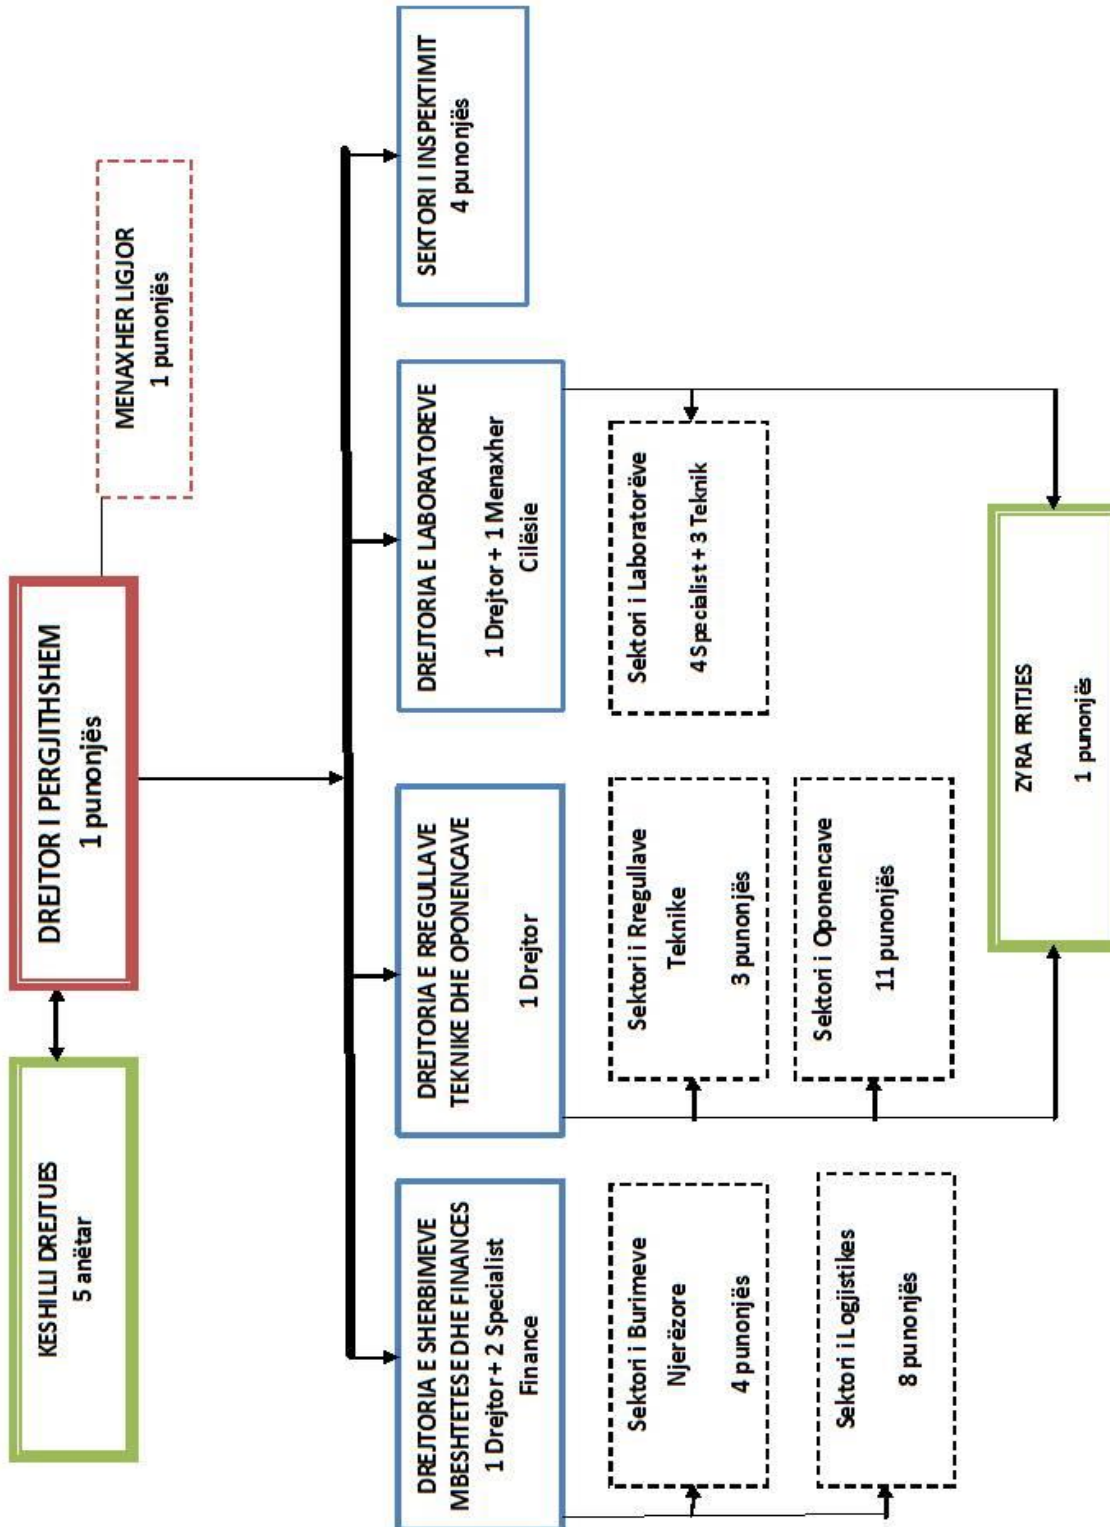 KESHILLI DREJTUES
5 anëtar
DREJTOR I PERGJITHSHEM
1 punonjës
MENAXHER LIGJOR
1 punonjës
DREJTORIA E SHERBIMEVE
MBESHTETESE DHE FINANCES
1 Drejtor + 2 Specialist
Finance
DREJTORIA E RREGULLAVE
TEKNIKE DHE OPONENCAVE
1 Drejtor
DREJTORIA E LABORATOREVE
1 Drejtor + 1 Menaxher
Cilësie
SEKTORI I INSPEKTIMIT
4 punonjës
Sektori i Burimeve
Njerëzore
4 punonjës
Sektori i Rregullave
Teknike
3 punonjës
Sektori i Laboratorëve
4 Specialist + 3 Teknik
Sektori i Logjistikes
8 punonjës
Sektori i Oponencave
11 punonjës
ZYRA PRITJES
1 punonjës